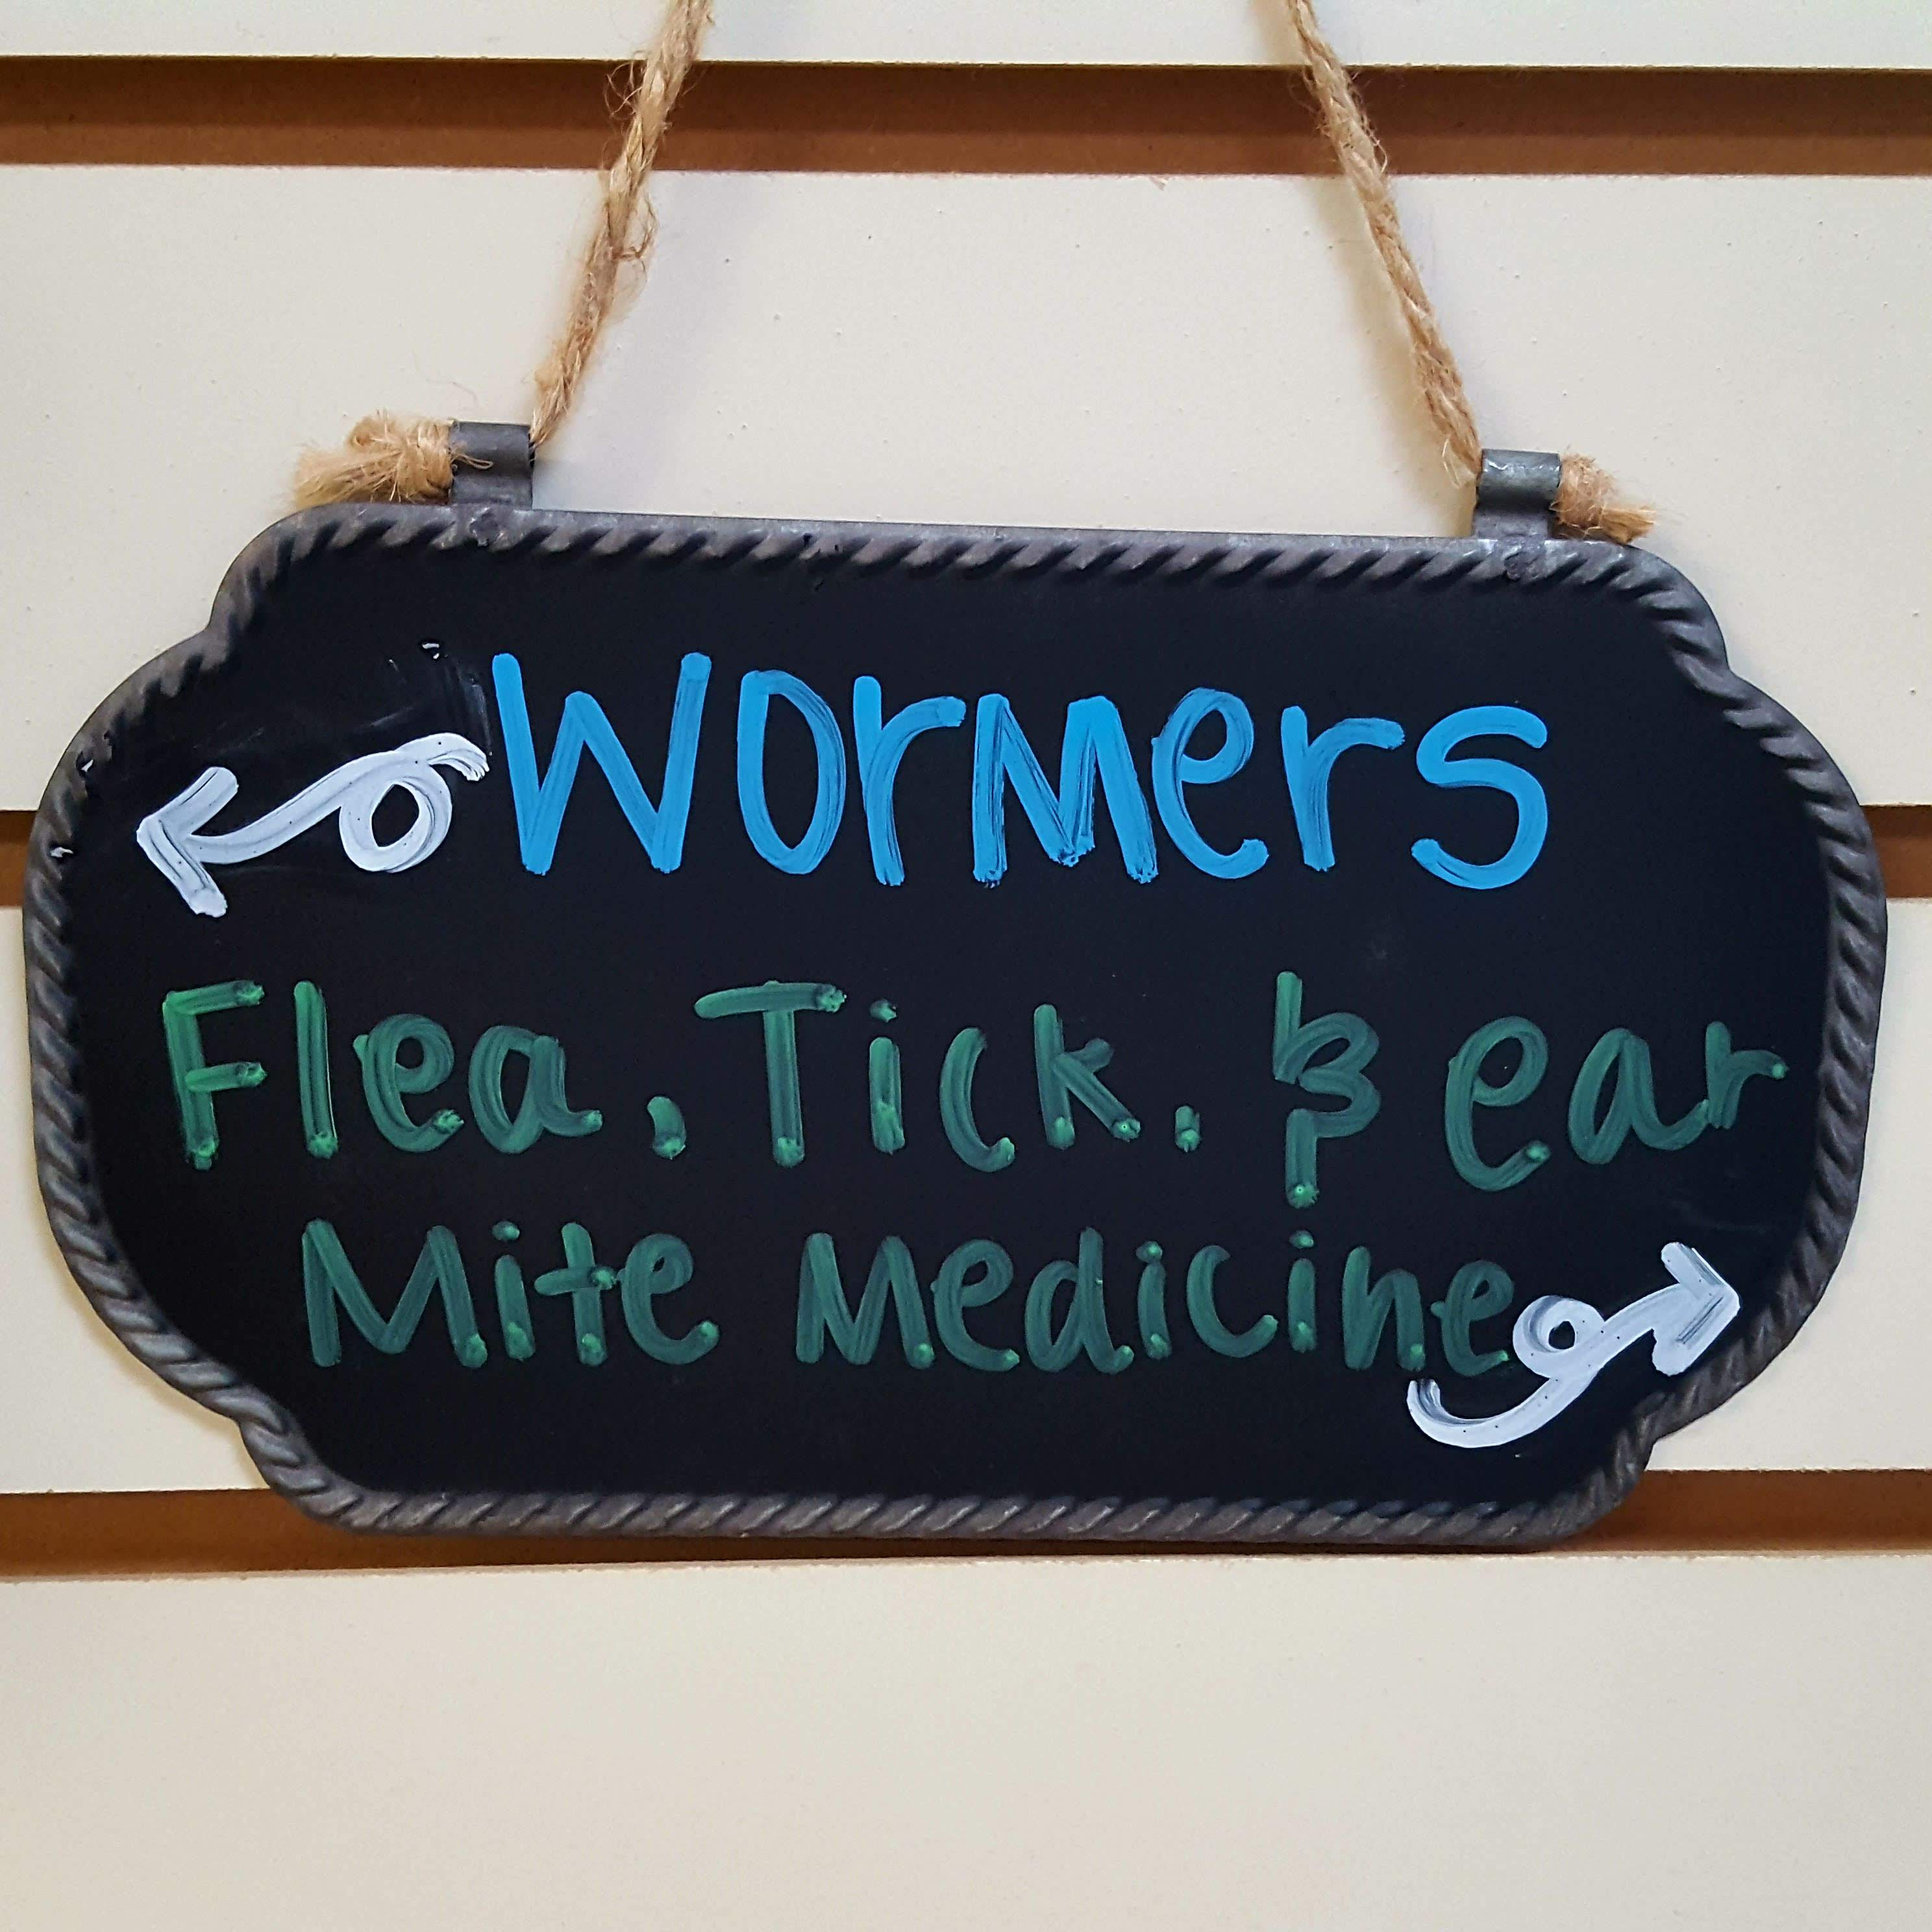 Wormers
Flea, Tick, & ear
Mite Medicine